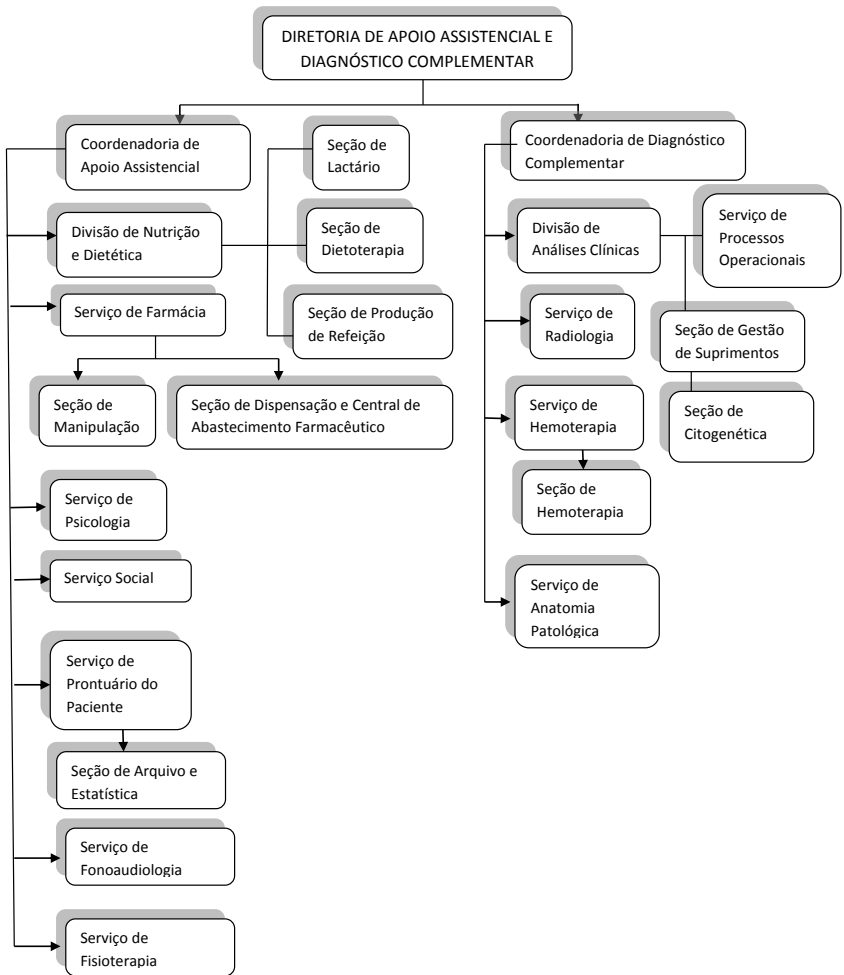 DIRETORIA DE APOIO ASSISTENCIAL E
DIAGNÓSTICO COMPLEMENTAR
Coordenadoria de
Apoio Assistencial
Seção de
Lactário
Coordenadoria de Diagnóstico
Complementar
Divisão de Nutrição
e Dietética
Seção de
Dietoterapia
Divisão de
Análises Clínicas
Serviço de
Processos
Operacionais
Serviço de Farmácia
Seção de Produção
de Refeição
Serviço de
Radiologia
Seção de Gestão
de Suprimentos
Seção de
Manipulação
Seção de Dispensação e Central de
Abastecimento Farmacêutico
Serviço de
Hemoterapia
Seção de
Citogenética
Serviço de
Psicologia
Seção de
Hemoterapia
Serviço Social
Serviço de
Anatomia
Patológica
Serviço de
Prontuário do
Paciente
Seção de Arquivo e
Estatística
Serviço de
Fonoaudiologia
Serviço de
Fisioterapia